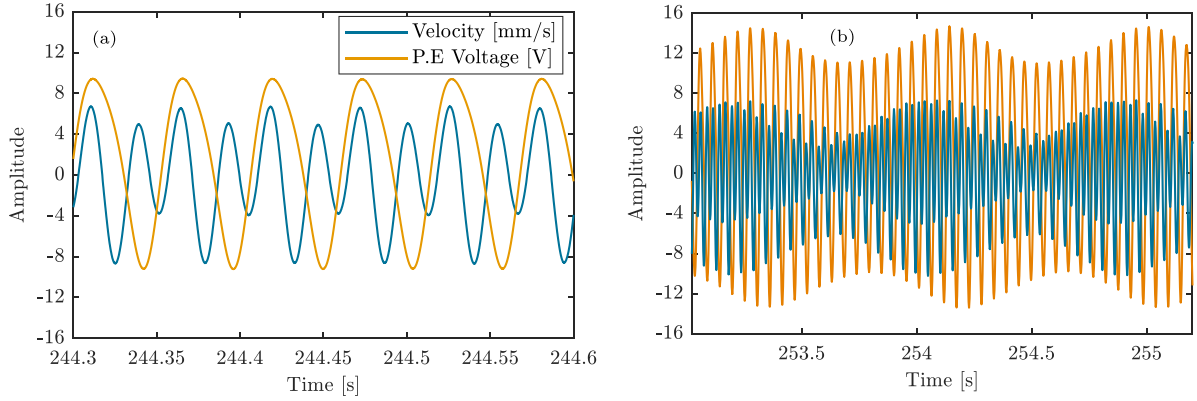 (a)
Velocity [mm/s]
P.E Voltage [V]
Amplitude
16
12
8
4
0
-4
-8
-12
-16
244.3 244.35 244.4 244.45 244.5 244.55 244.6
Time [s]
(b)
Amplitude
16
12
8
4
0
-4
-8
-12
-16
253.5 254 254.5 255
Time [s]